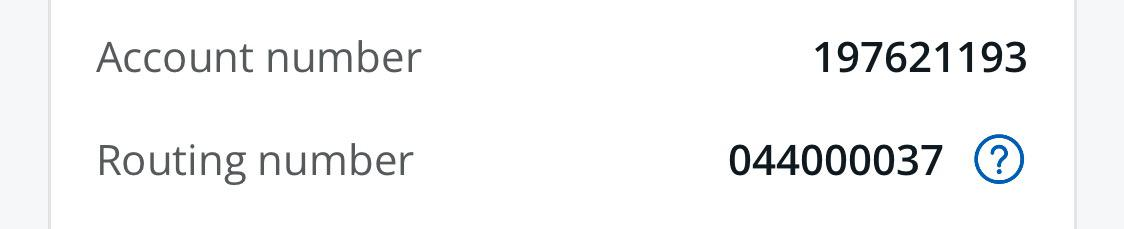 Account number 197621193
Routing number 044000037 ?